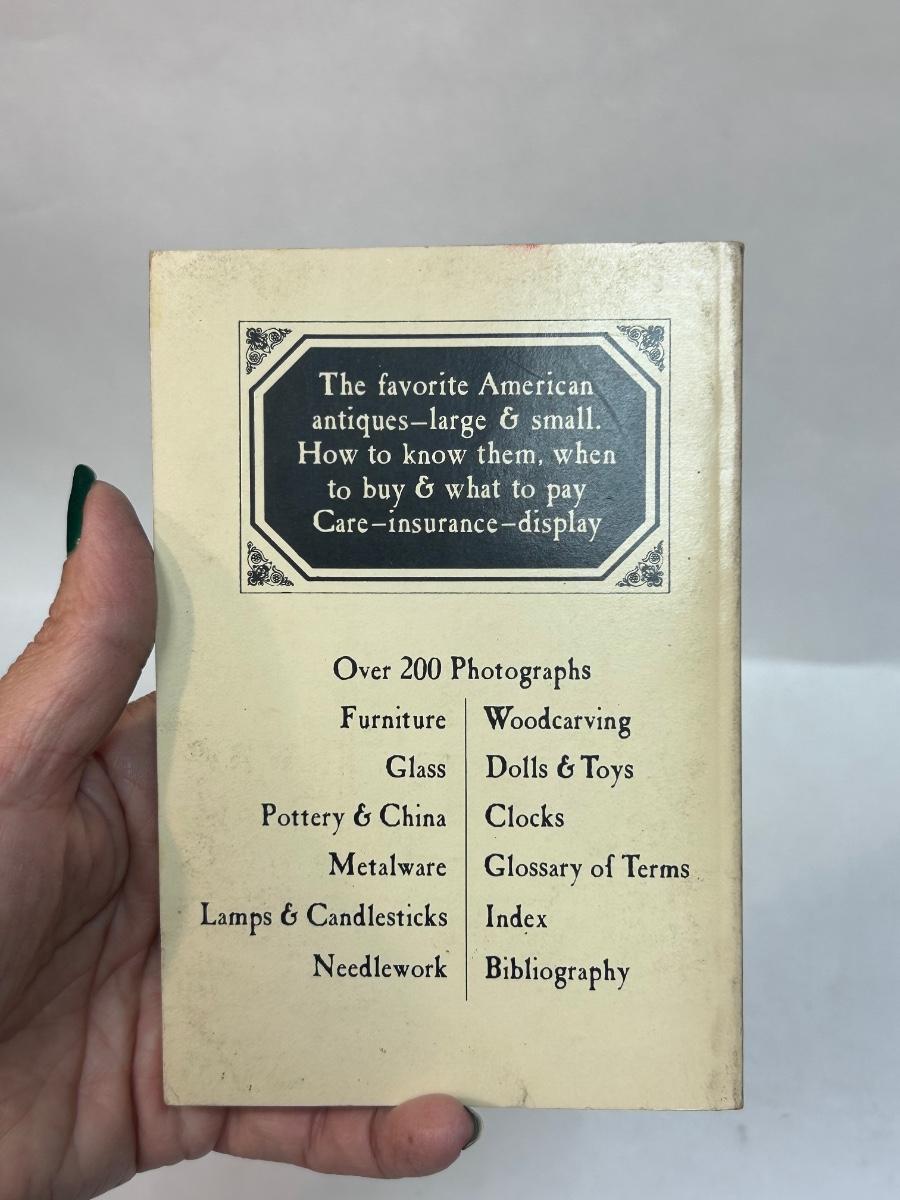 The favorite American
antiques—large & small.
How to know them, when
to buy & what to pay
Care—insurance—display
Over 200 Photographs
Furniture
Glass
Pottery & China
Metalware
Lamps & Candlesticks
Needlework
Woodcarving
Dolls & Toys
Clocks
Glossary of Terms
Index
Bibliography